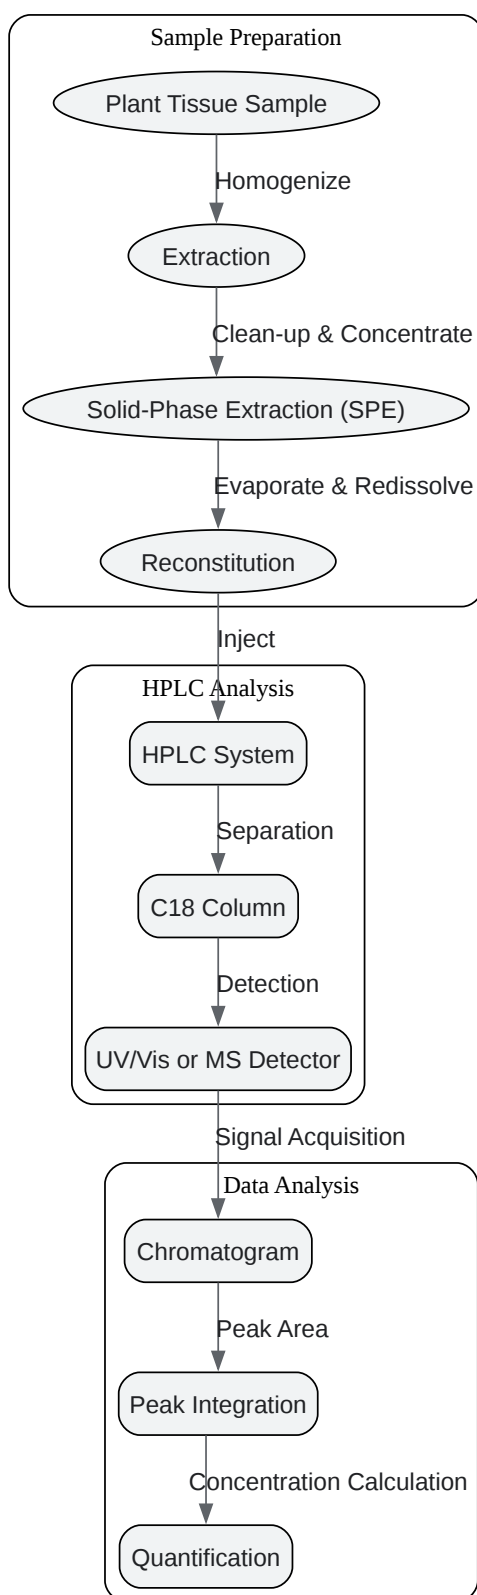 Sample Preparation
Plant Tissue Sample
Homogenize
Extraction
Clean-up & Concentrate
Solid-Phase Extraction (SPE)
Evaporate & Redissolve
Reconstitution
Inject
HPLC Analysis
HPLC System
Separation
C18 Column
Detection
UV/Vis or MS Detector
Signal Acquisition
Data Analysis
Chromatogram
Peak Area
Peak Integration
Concentration Calculation
Quantification